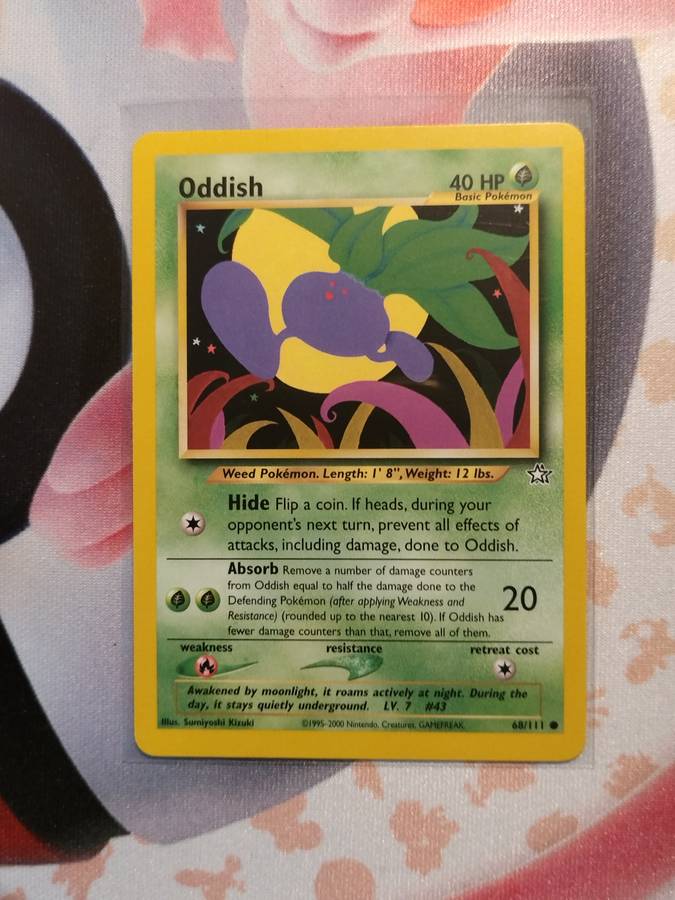 Oddish
40 HP
Basic Pokémon
Weed Pokémon. Length: 1' 8", Weight: 12 lbs.
Hide Flip a coin. If heads, during your
opponent's next turn, prevent all effects of
attacks, including damage, done to Oddish.
Absorb Remove a number of damage counters
from Oddish equal to half the damage done to the
Defending Pokémon (after applying Weakness and
Resistance) (rounded up to the nearest 10). If Oddish has
fewer damage counters than that, remove all of them.
20
weakness resistance retreat cost
Awakened by moonlight, it roams actively at night. During the
day, it stays quietly underground. LV. 7 #43
Illus. Sumiyoshi Kizuki ©1995-2000 Nintendo, Creatures, GAMEFREAK. 68/111